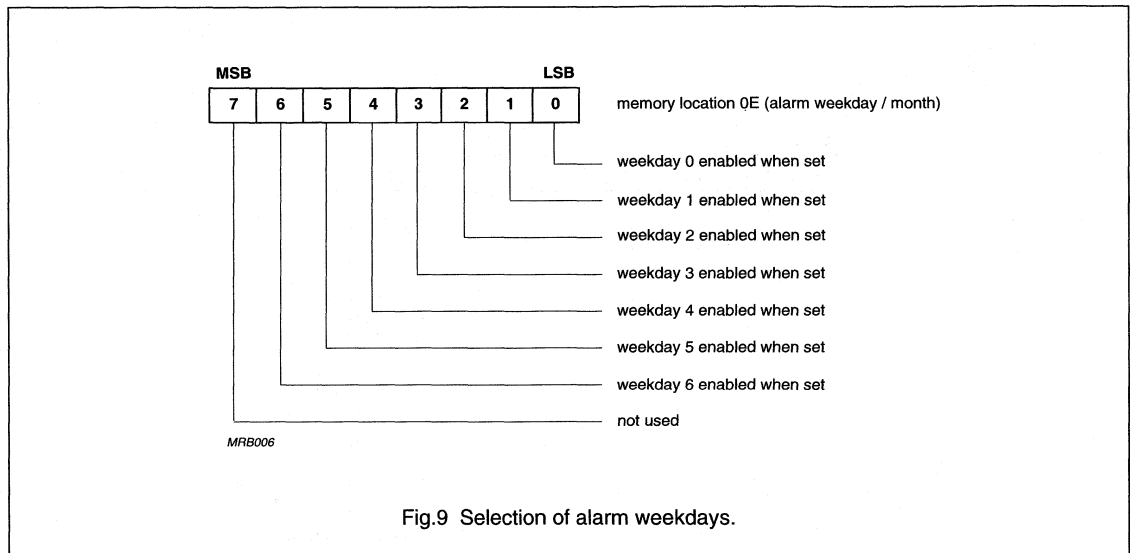 MSB LSB
7 6 5 4 3 2 1 0 memory location 0E (alarm weekday / month)
weekday 0 enabled when set
weekday 1 enabled when set
weekday 2 enabled when set
weekday 3 enabled when set
weekday 4 enabled when set
weekday 5 enabled when set
weekday 6 enabled when set
not used
MRB006
Fig.9 Selection of alarm weekdays.